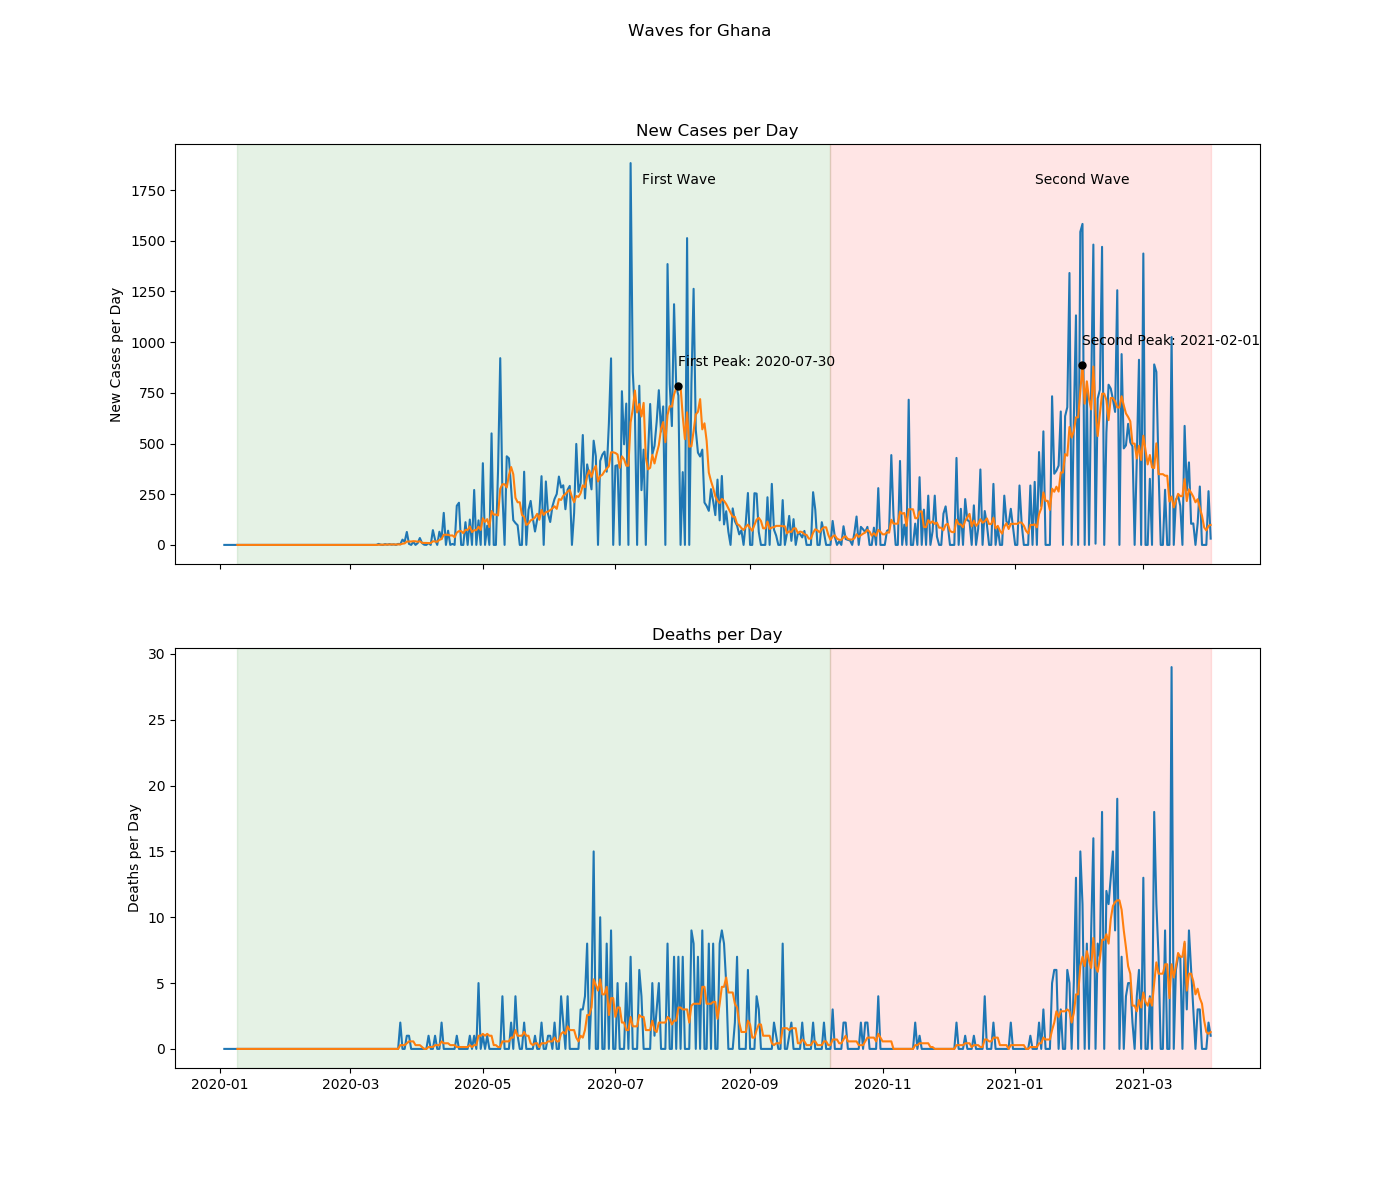 Waves for Ghana
New Cases per Day
New Cases per Day
1750
1500
1250
1000
750
500
250
0
First Wave
Second Wave
First Peak: 2020-07-30
Second Peak: 2021-02-01
Deaths per Day
Deaths per Day
30
25
20
15
10
5
0
2020-01 2020-03 2020-05 2020-07 2020-09 2020-11 2021-01 2021-03